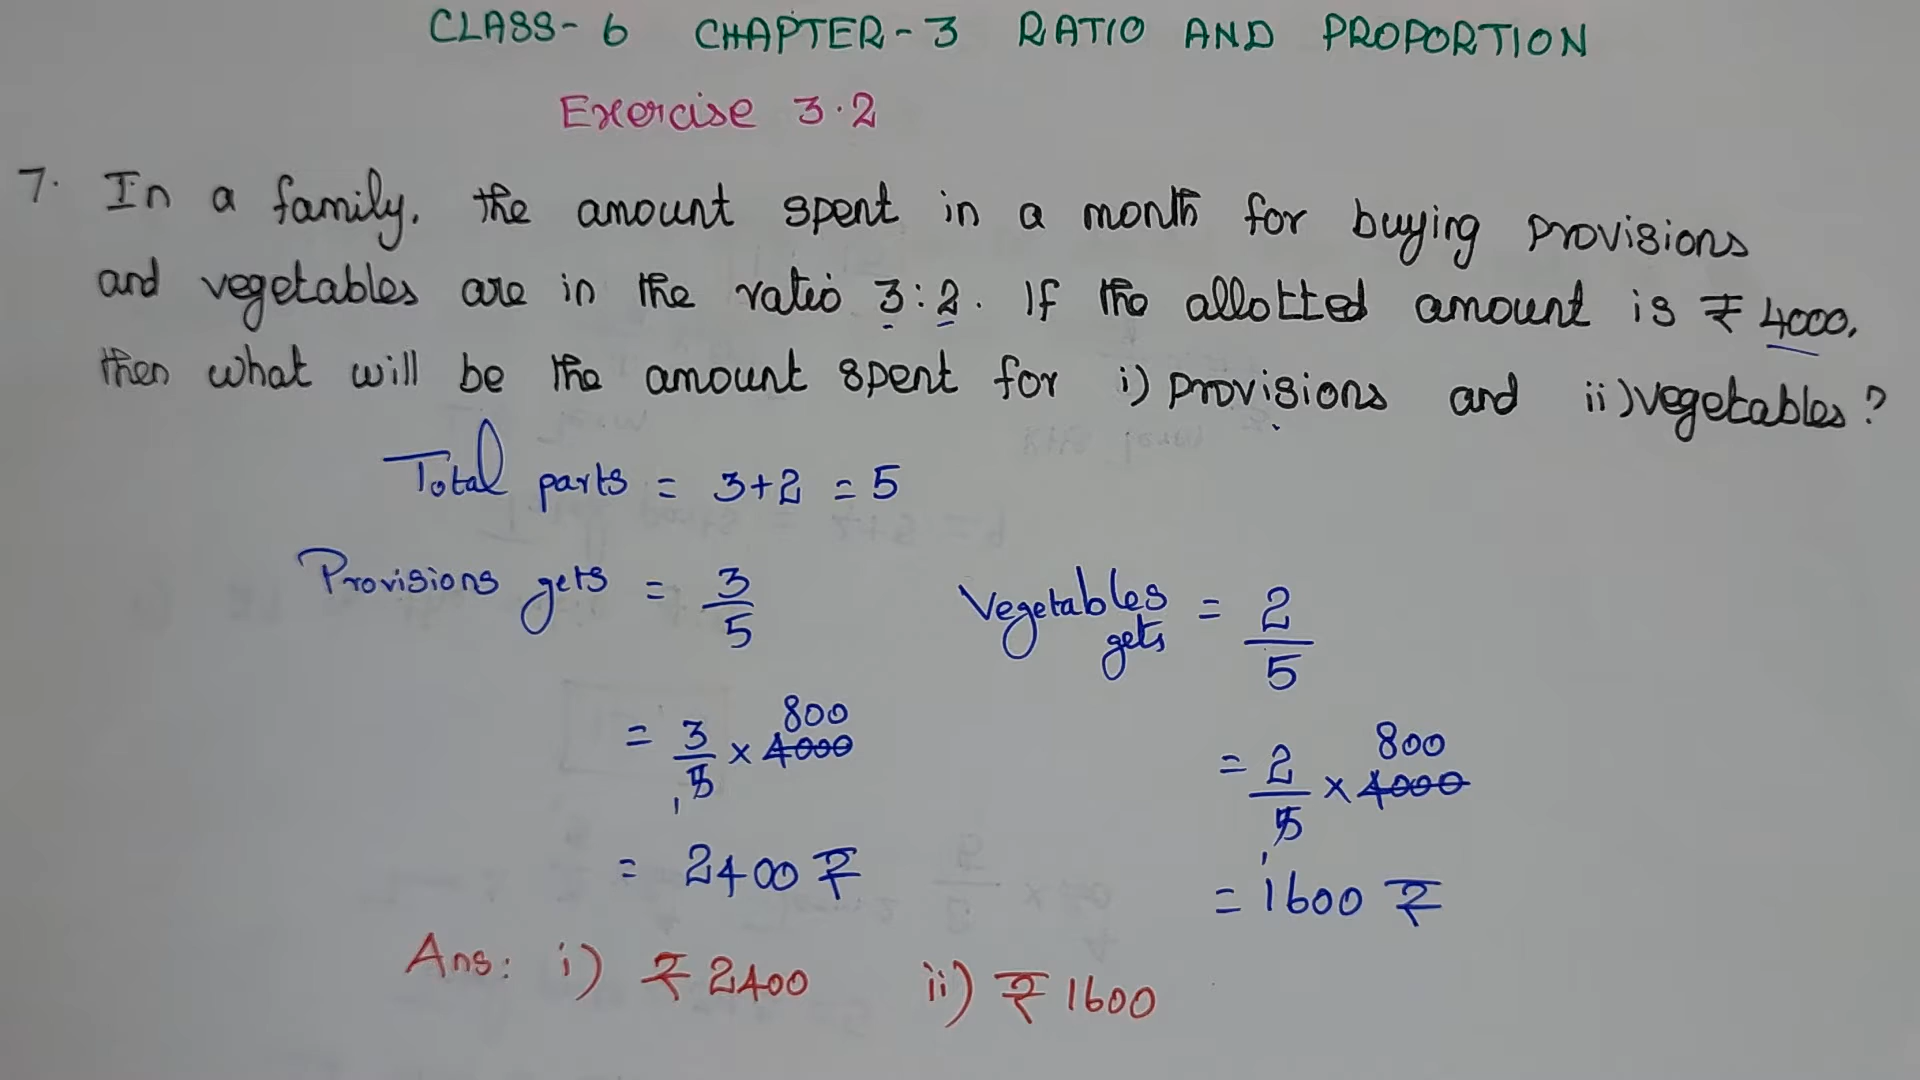 CLASS- 6 CHAPTER- 3 RATIO AND PROPORTION
Exercise 3.2
7. In a family, the amount spent in a month for buying provisions
and vegetables are in the ratio 3:2. If the allotted amount is ₹ 4000,
then what will be the amount spent for i) provisions and ii) vegetables?
Total parts = 3+2 = 5
Provisions gets = 3/5
Vegetables gets = 2/5
= 3/5 × 4000 800 1
= 2/5 × 4000 800 1
= 2400 ₹
= 1600 ₹
Ans: i) ₹ 2400 ii) ₹ 1600